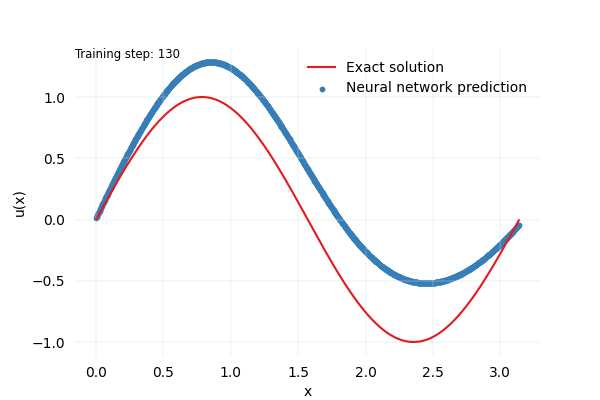 Training step: 130
Exact solution
Neural network prediction
u(x)
1.0
0.5
0.0
−0.5
−1.0
0.0 0.5 1.0 1.5 2.0 2.5 3.0
x